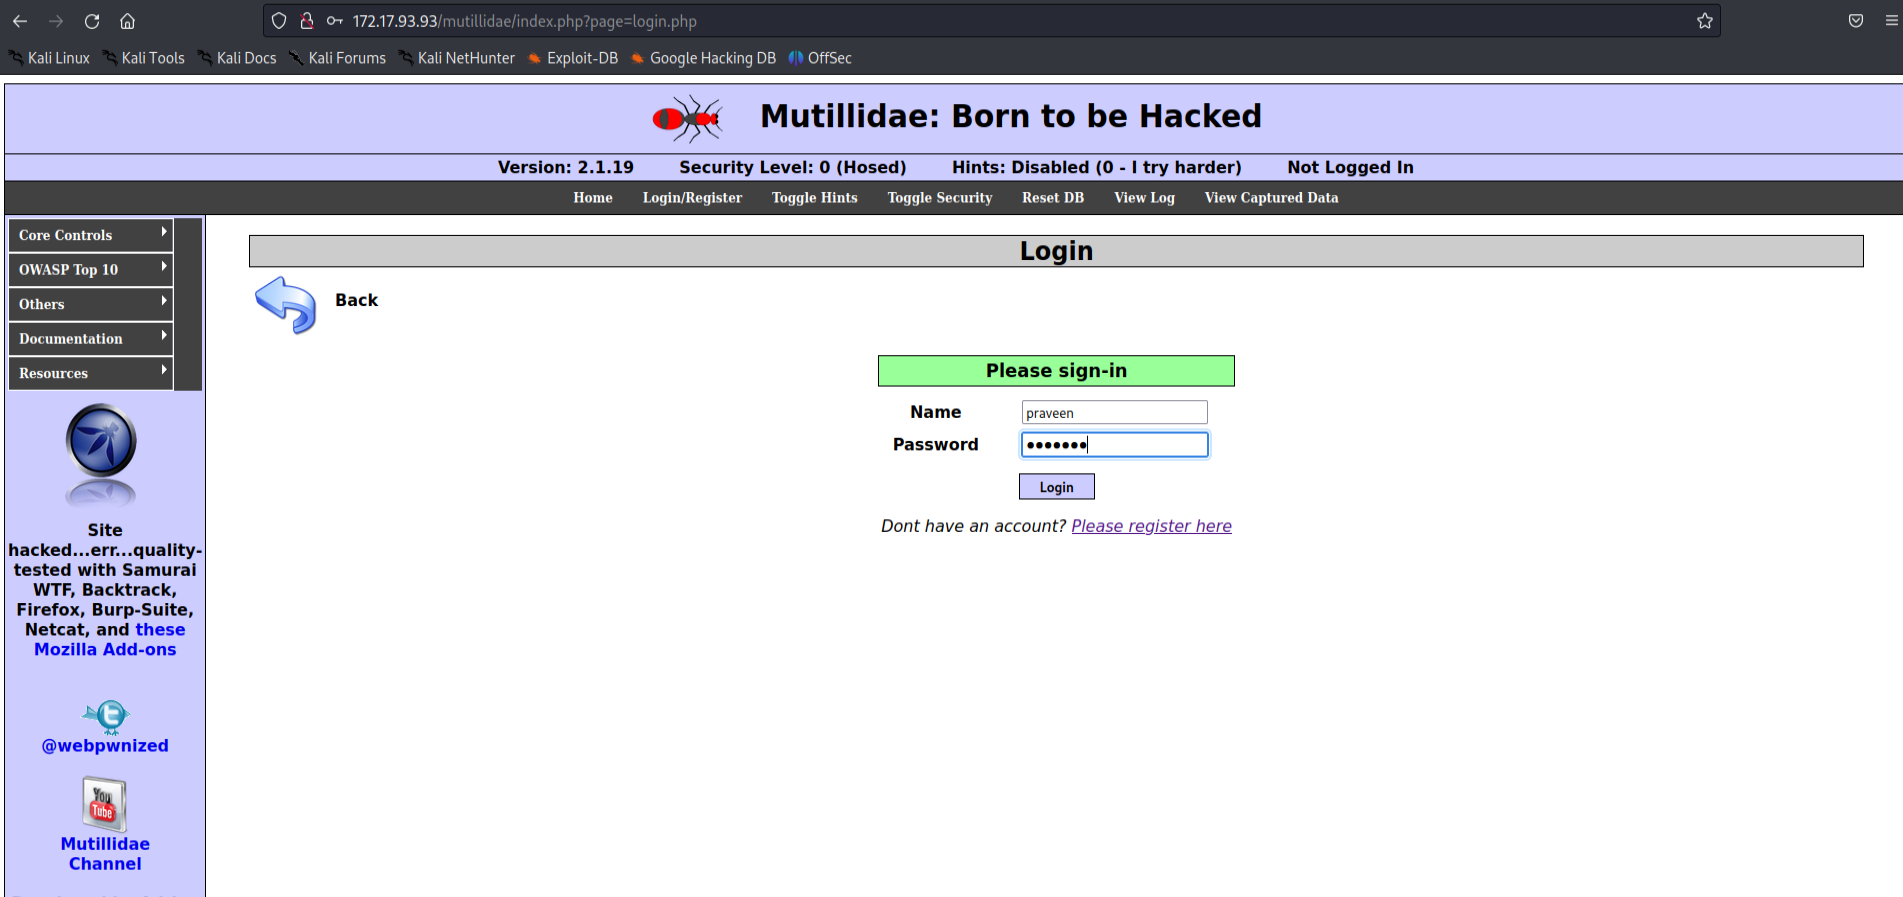 172.17.93.93/mutillidae/index.php?page=login.php
Kali Linux Kali Tools Kali Docs Kali Forums Kali NetHunter Exploit-DB Google Hacking DB OffSec
Mutillidae: Born to be Hacked
Version: 2.1.19 Security Level: 0 (Hosed) Hints: Disabled (0 - I try harder) Not Logged In
Home Login/Register Toggle Hints Toggle Security Reset DB View Log View Captured Data
Core Controls
OWASP Top 10
Others
Documentation
Resources
Site
hacked...err...quality-
tested with Samurai
WTF, Backtrack,
Firefox, Burp-Suite,
Netcat, and these
Mozilla Add-ons
@webpwnized
You
Tube
Mutillidae
Channel
Login
Back
Please sign-in
Name praveen
Password •••••••
Login
Dont have an account? Please register here